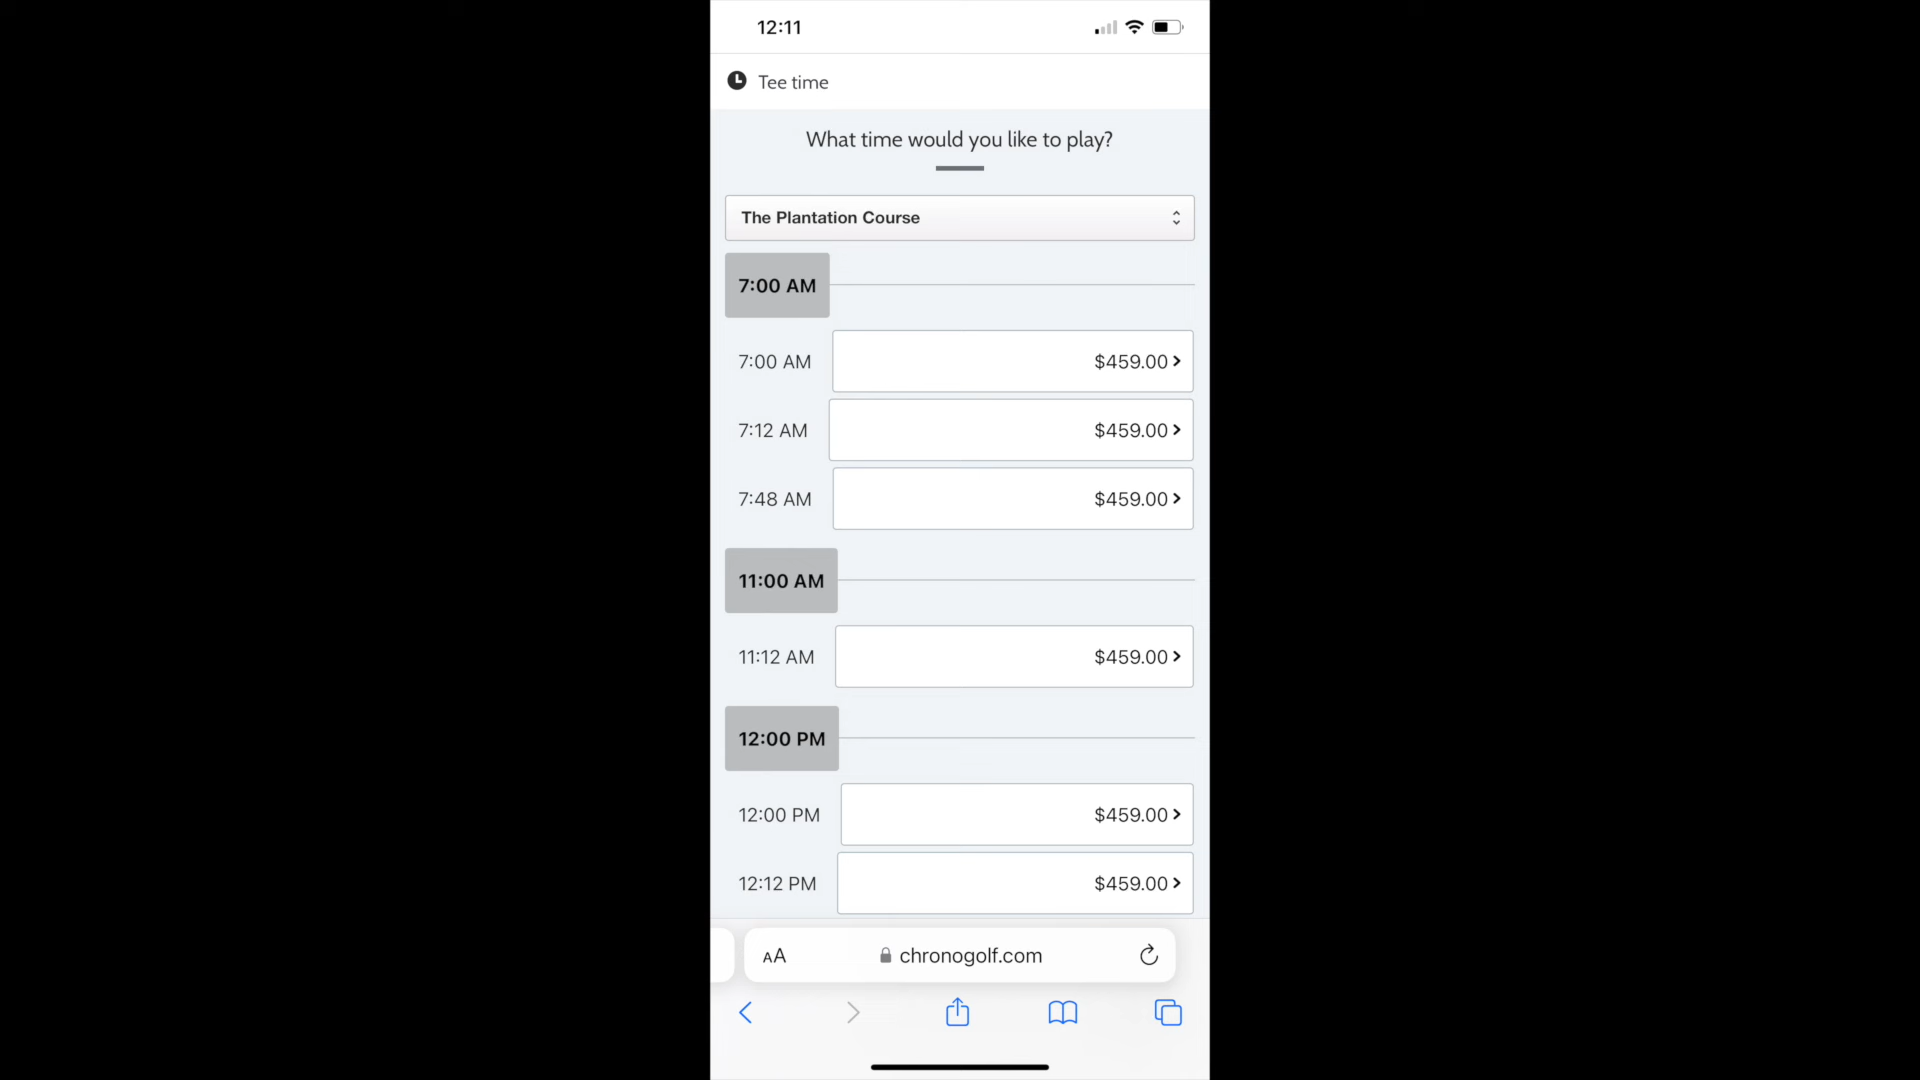 12:11
Tee time
What time would you like to play?
The Plantation Course
7:00 AM
7:00 AM $459.00
7:12 AM $459.00
7:48 AM $459.00
11:00 AM
11:12 AM $459.00
12:00 PM
12:00 PM $459.00
12:12 PM $459.00
AA chronogolf.com